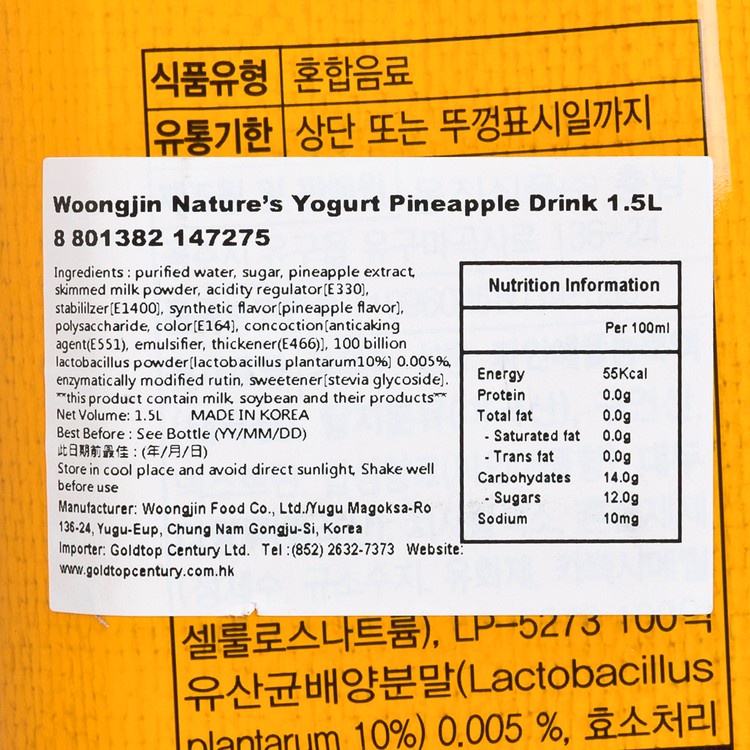 식품유형 혼합음료
유통기한 상단 또는 뚜껑표시일까지
Woongjin Nature's Yogurt Pineapple Drink 1.5L
8 801382 147275
Ingredients : purified water, sugar, pineapple extract,
skimmed milk powder, acidity regulator[E330],
stabililzer[E1400], synthetic flavor[pineapple flavor],
polysaccharide, color[E164], concoction[anticaking
agent(E551), emulsifier, thickener(E466)], 100 billion
lactobacillus powder[lactobacillus plantarum10%] 0.005%,
enzymatically modified rutin, sweetener[stevia glycoside].
**this product contain milk, soybean and their products**
Net Volume: 1.5L MADE IN KOREA
Best Before : See Bottle (YY/MM/DD)
此日期前最佳 : (年/月/日)
Store in cool place and avoid direct sunlight, Shake well
before use
Manufacturer: Woongjin Food Co., Ltd./Yugu Magoksa-Ro
136-24, Yugu-Eup, Chung Nam Gongju-Si, Korea
Importer: Goldtop Century Ltd. Tel :(852) 2632-7373 Website:
www.goldtopcentury.com.hk
Nutrition Information
Per 100ml
Energy 55Kcal
Protein 0.0g
Total fat 0.0g
- Saturated fat 0.0g
- Trans fat 0.0g
Carbohydates 14.0g
- Sugars 12.0g
Sodium 10mg
셀룰로스나트륨), LP-5273 100억
유산균배양분말(Lactobacillus
plantarum 10%) 0.005 %, 효소처리